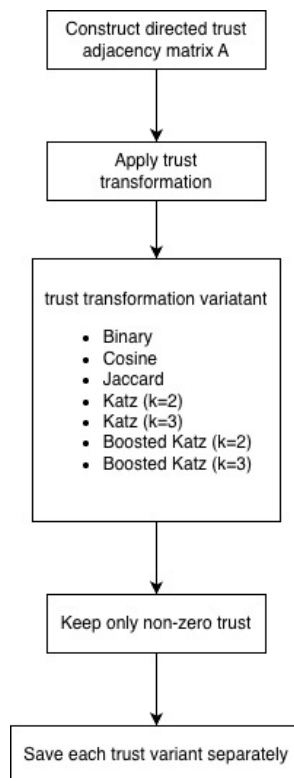 Construct directed trust
adjacency matrix A
Apply trust
transformation
trust transformation variatant
• Binary
• Cosine
• Jaccard
• Katz (k=2)
• Katz (k=3)
• Boosted Katz (k=2)
• Boosted Katz (k=3)
Keep only non-zero trust
Save each trust variant separately